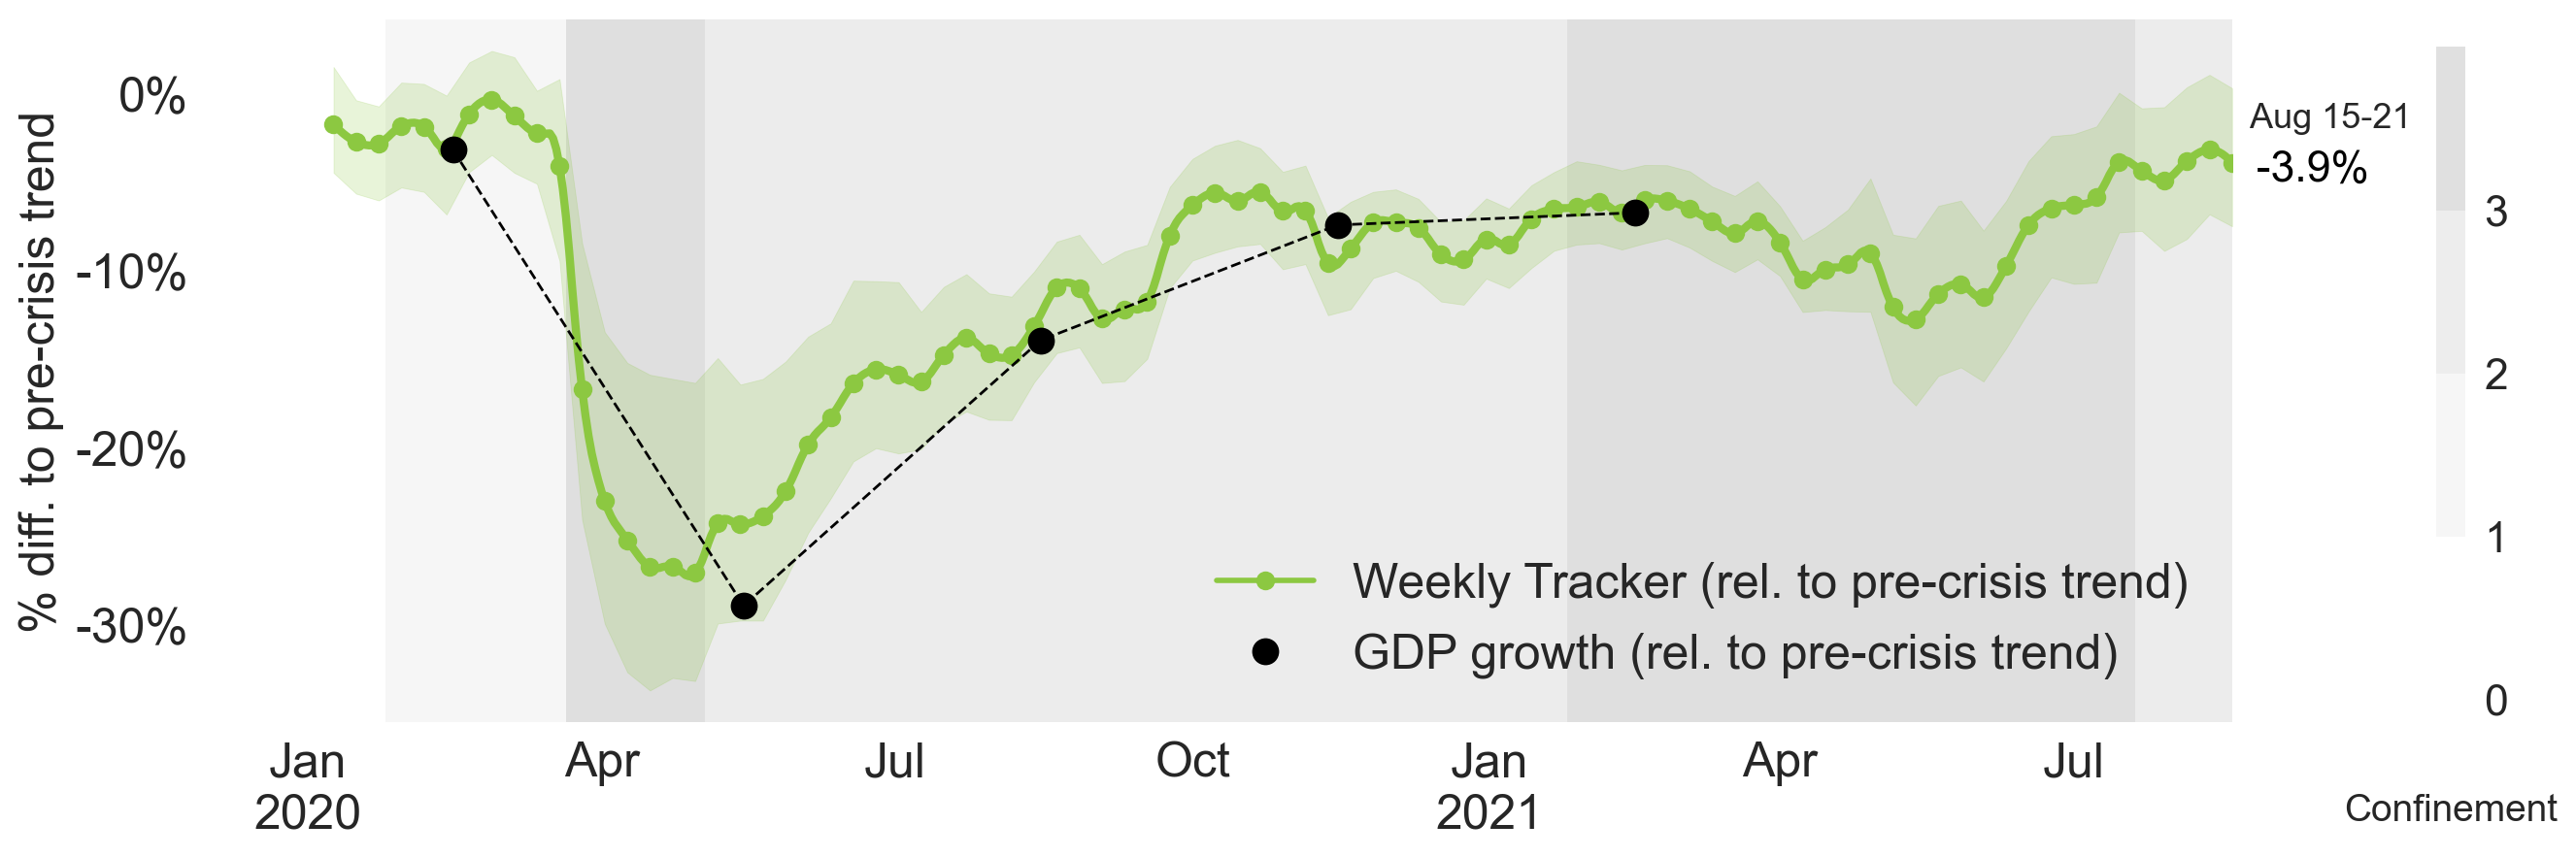 % diff. to pre-crisis trend
0%
-10%
-20%
-30%
Jan
2020
Apr
Jul
Oct
Jan
2021
Apr
Jul
Weekly Tracker (rel. to pre-crisis trend)
GDP growth (rel. to pre-crisis trend)
Aug 15-21
-3.9%
3
2
1
0
Confinement